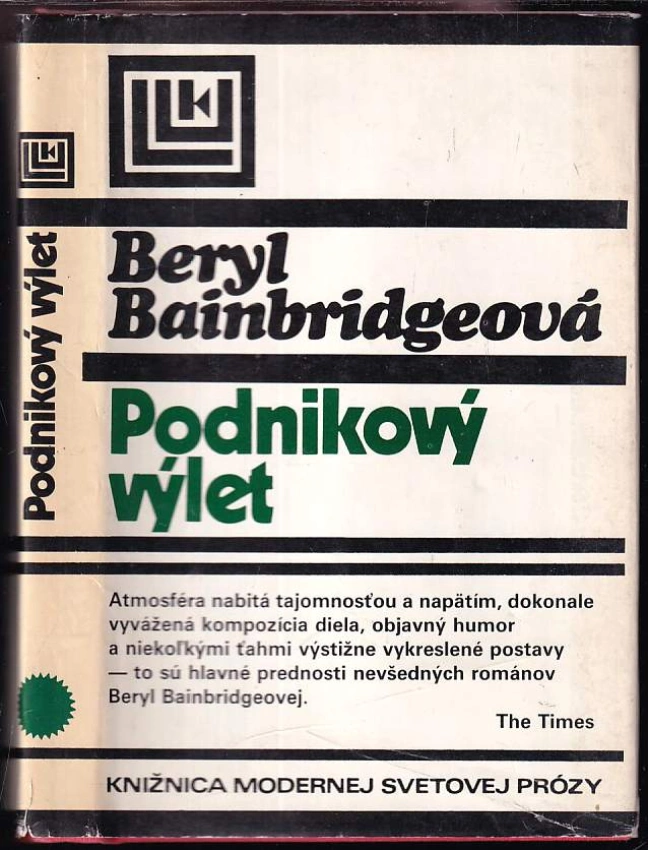 Podnikový výlet
Beryl
Bainbridgeová
Podnikový
výlet
Atmosféra nabitá tajomnosťou a napätím, dokonale
vyvážená kompozícia diela, objavný humor
a niekoľkými ťahmi výstižne vykreslené postavy
— to sú hlavné prednosti nevšedných románov
Beryl Bainbridgeovej.
The Times
KNIŽNICA MODERNEJ SVETOVEJ PRÓZY